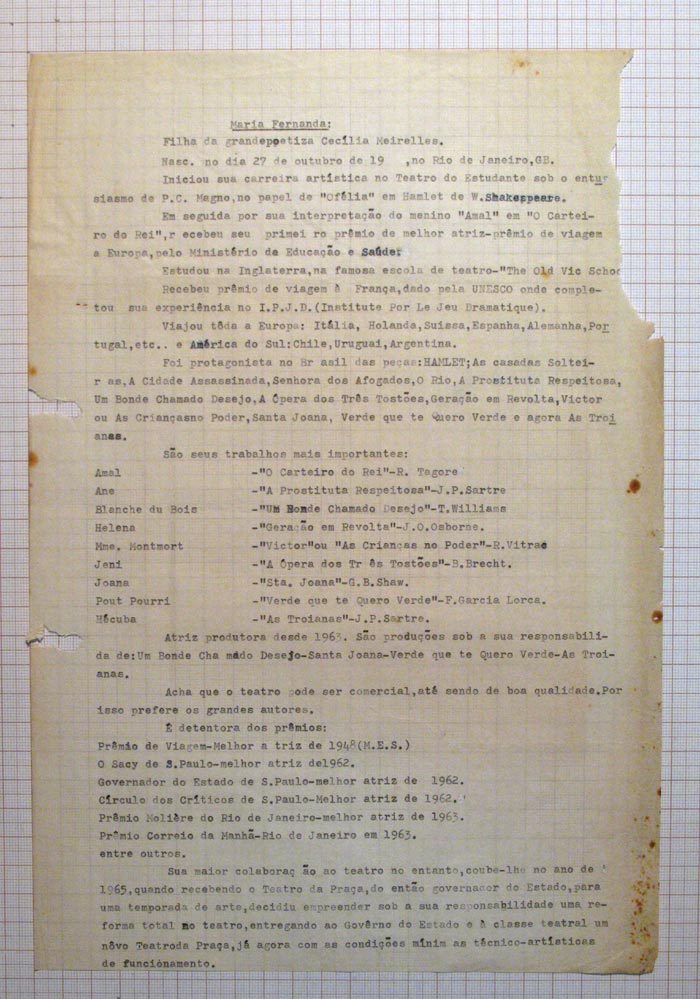 Maria Fernanda:
Filha da grandepoetiza Cecília Meirelles.
Nasc. no dia 27 de outubro de 19   ,no Rio de Janeiro,GB.
Iniciou sua carreira artística no Teatro do Estudante sob o entu
siasmo de P.C. Magno,no papel de "Ofélia" em Hamlet de W.Shakespeare.
Em seguida por sua interpretação do menino "Amal" em "O Cartei-
ro do Rei",r ecebeu seu  primei ro prêmio de melhor atriz-prêmio de viagem
a Europa,pelo Ministério da Educação e Saúde;
Estudou na Inglaterra,na famosa escola de teatro-"The Old Vic Schoo
Recebeu prêmio de viagem à  França,dado pela UNESCO onde comple-
tou  sua experiência no I.P.J.D.(Institute Por Le Jeu Dramatique).
Viajou tôda a Europa: Itália, Holanda,Suissa,Espanha,Alemanha,Por
tugal,etc.. e América do Sul:Chile,Uruguai,Argentina.
Foi protagonista no Br asil das peças:HAMLET;As casadas Soltei-
r as,A Cidade Assassinada,Senhora dos Afogados,O Rio,A Prostituta Respeitosa,
Um Bonde Chamado Desejo,A Ópera dos Três Tostões,Geração em Revolta,Victor
ou As Criançasno Poder,Santa Joana, Verde que te Quero Verde e agora As Troi
anas.
São seus trabalhos mais importantes:
Amal -"O Carteiro do Rei"-R. Tagore
Ane -"A Prostituta Respeitosa"-J.P.Sartre
Blanche du Bois -"Um Bonde Chamado Desejo"-T.Williams
Helena -"Geração em Revolta"-J.O.Osborne.
Mme. Montmort -"Victor"ou "As Crianças no Poder"-R.Vitrac
Jeni -"A Ópera dos Tr ês Tostões"-B.Brecht.
Joana -"Sta. Joana"-G.B.Shaw.
Pout Pourri -"Verde que te Quero Verde"-F.Garcia Lorca.
Hécuba -"As Troianas"-J.P.Sartre.
Atriz produtora desde 1963. São produções sob a sua responsabili-
da de:Um Bonde Cha mado Desejo-Santa Joana-Verde que te Quero Verde-As Troi-
anas.
Acha que o teatro pode ser comercial,até sendo de boa qualidade.Por
isso prefere os grandes autores.
É detentora dos prêmios:
Prêmio de Viagem-Melhor a triz de 1948(M.E.S.)
O Sacy de S.Paulo-melhor atriz de1962.
Governador do Estado de S.Paulo-melhor atriz de  1962.
Círculo dos Críticos de S.Paulo-Melhor atriz de 1962.
Prêmio Molière do Rio de Janeiro-melhor atriz de 1963.
Prêmio Correio da Manhã-Rio de Janeiro em 1963.
entre outros.
Sua maior colaboraç ão ao teatro no entanto,coube-lhe no ano de
1965,quando recebendo o Teatro da Praça,do então governador do Estado,para
uma temporada de arte,decidiu empreender sob a sua responsabilidade uma re-
forma total no teatro,entregando ao Govêrno do Estado e à classe teatral um
nôvo Teatroda Praça,já agora com as condições mínim as técnico-artísticas
de funcionamento.